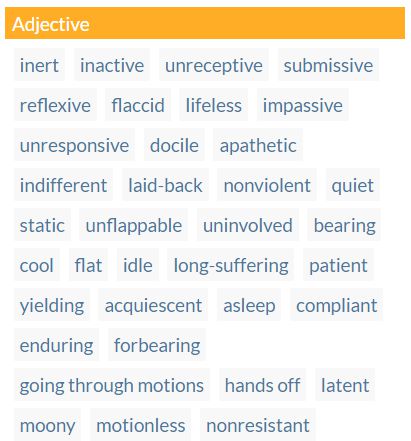 Adjective
inert inactive unreceptive submissive
reflexive flaccid lifeless impassive
unresponsive docile apathetic
indifferent laid-back nonviolent quiet
static unflappable uninvolved bearing
cool flat idle long-suffering patient
yielding acquiescent asleep compliant
enduring forbearing
going through motions hands off latent
moony motionless nonresistant